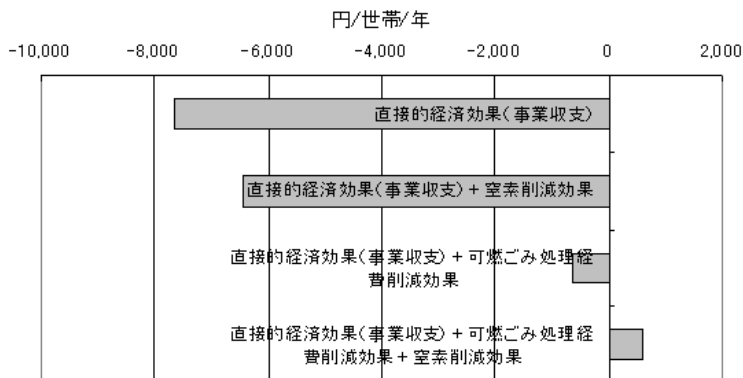 円/世帯/年
-10,000 -8,000 -6,000 -4,000 -2,000 0 2,000
直接的経済効果(事業収支)
直接的経済効果(事業収支)+窒素削減効果
直接的経済効果(事業収支)+可燃ごみ処理経
費削減効果
直接的経済効果(事業収支)+可燃ごみ処理経
費削減効果+窒素削減効果